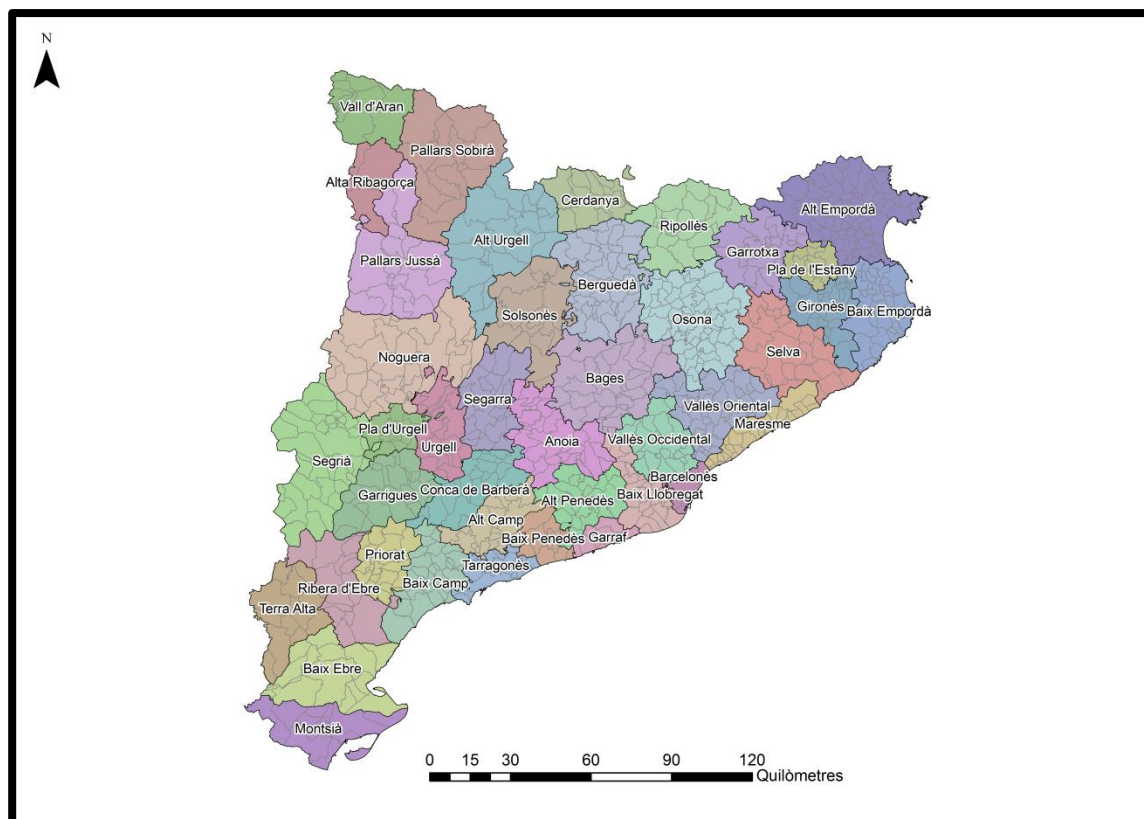 N
Vall d'Aran
Pallars Sobirà
Alta Ribagorça
Cerdanya
Alt Empordà
Ripollès
Alt Urgell
Garrotxa
Pallars Jussà
Pla de l'Estany
Berguedà
Gironès
Baix Empordà
Solsonès
Osona
Selva
Noguera
Bages
Segarra
Vallès Oriental
Maresme
Pla d'Urgell
Urgell
Anoia
Vallès Occidental
Segrià
Barcelonès
Garrigues
Conca de Barberà
Alt Penedès
Baix Llobregat
Alt Camp
Baix Penedès
Garraf
Priorat
Tarragonès
Baix Camp
Ribera d'Ebre
Terra Alta
Baix Ebre
Montsià
0 15 30 60 90 120
Quilòmetres